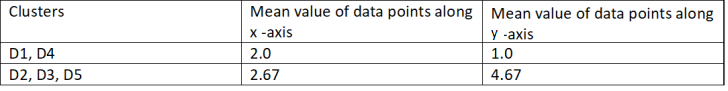 Clusters
Mean value of data points along
x -axis
Mean value of data points along
y -axis
D1, D4
2.0
1.0
D2, D3, D5
2.67
4.67